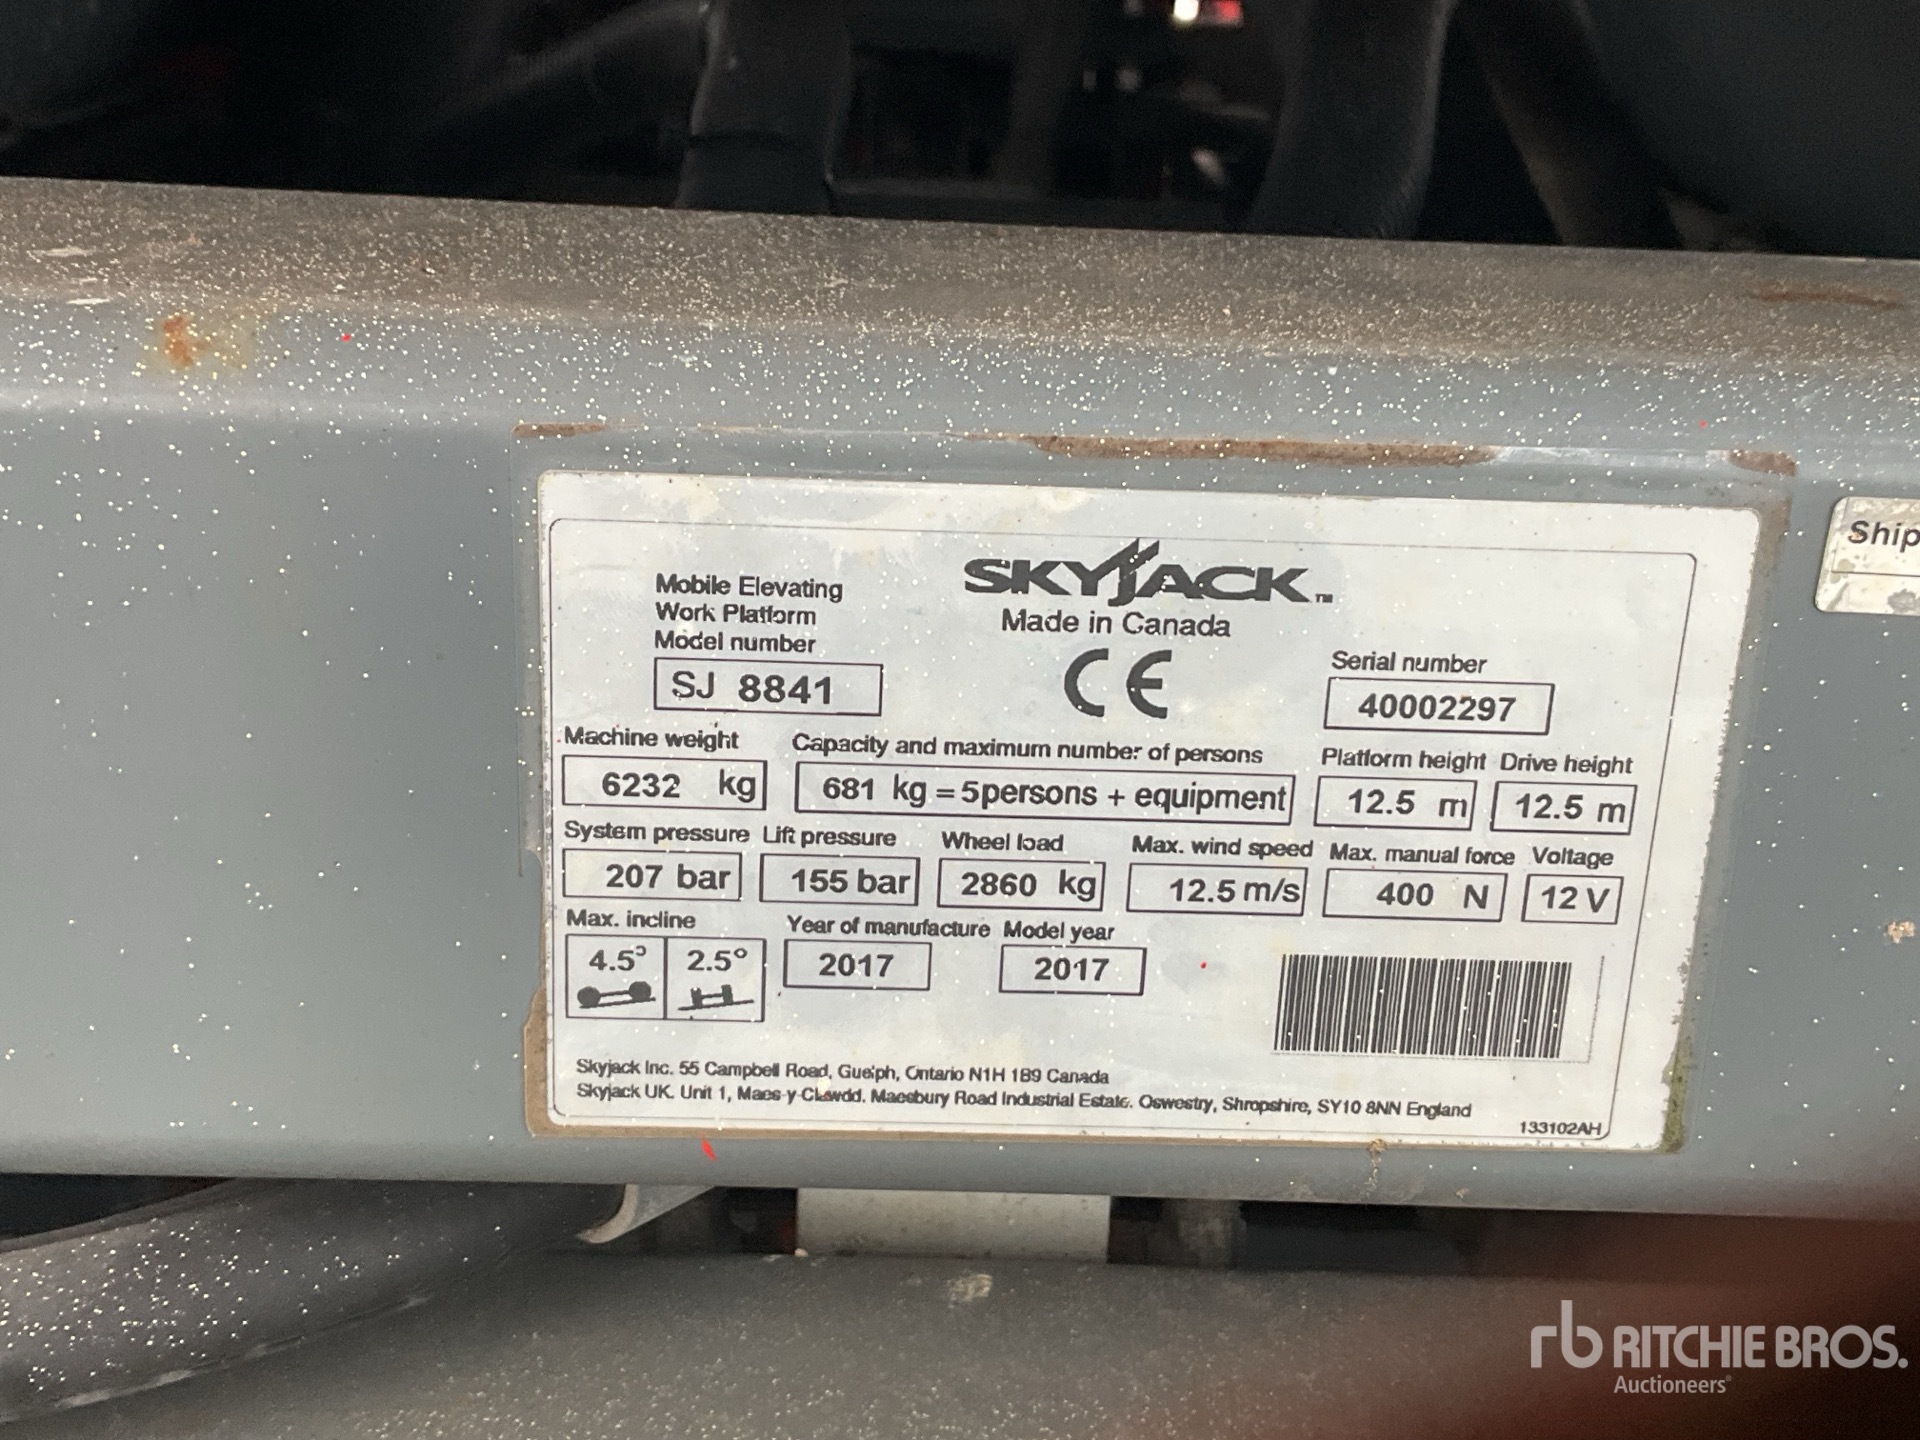 Ship
SKYJACK™
Made in Canada
CE
Mobile Elevating
Work Platform
Model number
SJ 8841
Serial number
40002297
Machine weight
6232 kg
Capacity and maximum number of persons
681 kg = 5persons + equipment
Platform height
12.5 m
Drive height
12.5 m
System pressure
207 bar
Lift pressure
155 bar
Wheel load
2860 kg
Max. wind speed
12.5 m/s
Max. manual force
400 N
Voltage
12 V
Max. incline
4.5° 2.5°
Year of manufacture
2017
Model year
2017
Skyjack Inc. 55 Campbell Road, Guelph, Ontario N1H 1B9 Canada
Skyjack UK. Unit 1, Maes-y-Clawdd. Maesbury Road Industrial Estate. Oswestry, Shropshire, SY10 8NN England
133102AH
rb RITCHIE BROS.
Auctioneers®